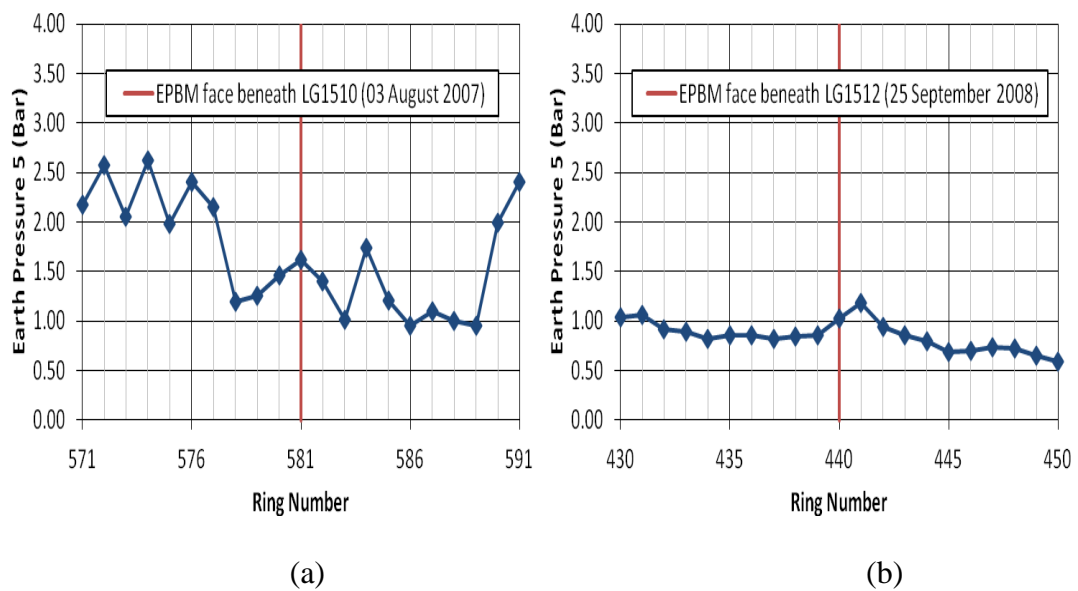 4.00
3.50
3.00
2.50
2.00
1.50
1.00
0.50
0.00
Earth Pressure 5 (Bar)
EPBM face beneath LG1510 (03 August 2007)
571 576 581 586 591
Ring Number
(a)
4.00
3.50
3.00
2.50
2.00
1.50
1.00
0.50
0.00
Earth Pressure 5 (Bar)
EPBM face beneath LG1512 (25 September 2008)
430 435 440 445 450
Ring Number
(b)